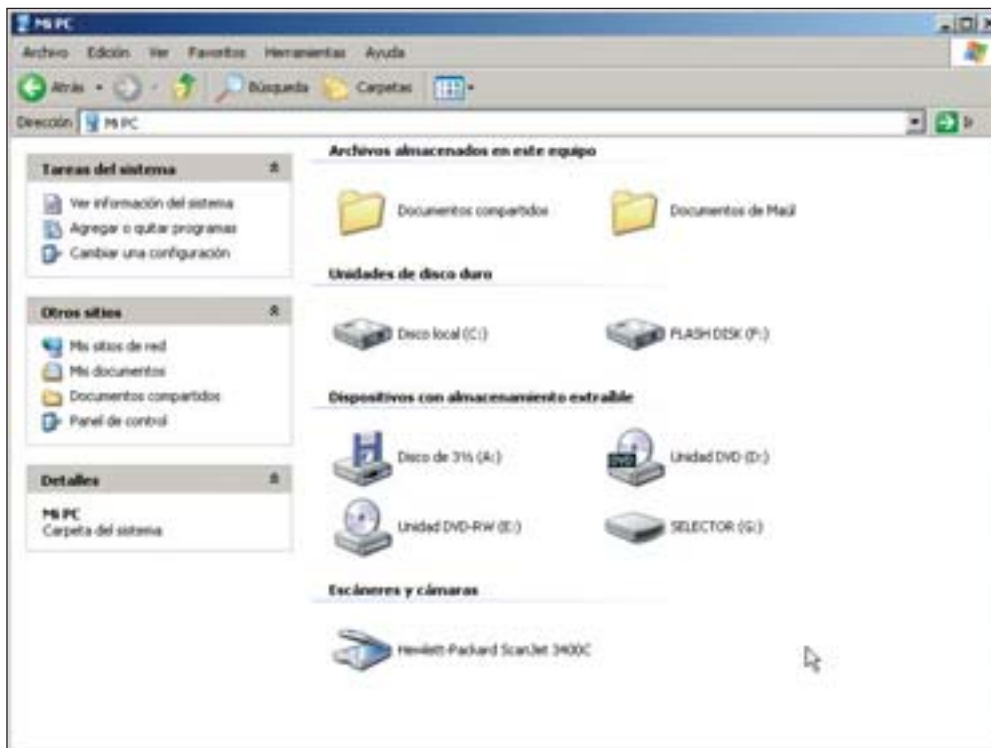 Mi PC
Archivo Edición Ver Favoritos Herramientas Ayuda
Atrás Búsqueda Carpetas
Dirección Mi PC Ir
Tareas del sistema
Ver información del sistema
Agregar o quitar programas
Cambiar una configuración
Otros sitios
Mis sitios de red
Mis documentos
Documentos compartidos
Panel de control
Detalles
Mi PC
Carpeta del sistema
Archivos almacenados en este equipo
Documentos compartidos Documentos de Maúl
Unidades de disco duro
Disco local (C:) FLASH DISK (F:)
Dispositivos con almacenamiento extraíble
Disco de 3½ (A:) DVD Unidad DVD (D:)
Unidad DVD-RW (E:) SELECTOR (G:)
Escáneres y cámaras
Hewlett-Packard ScanJet 3400C